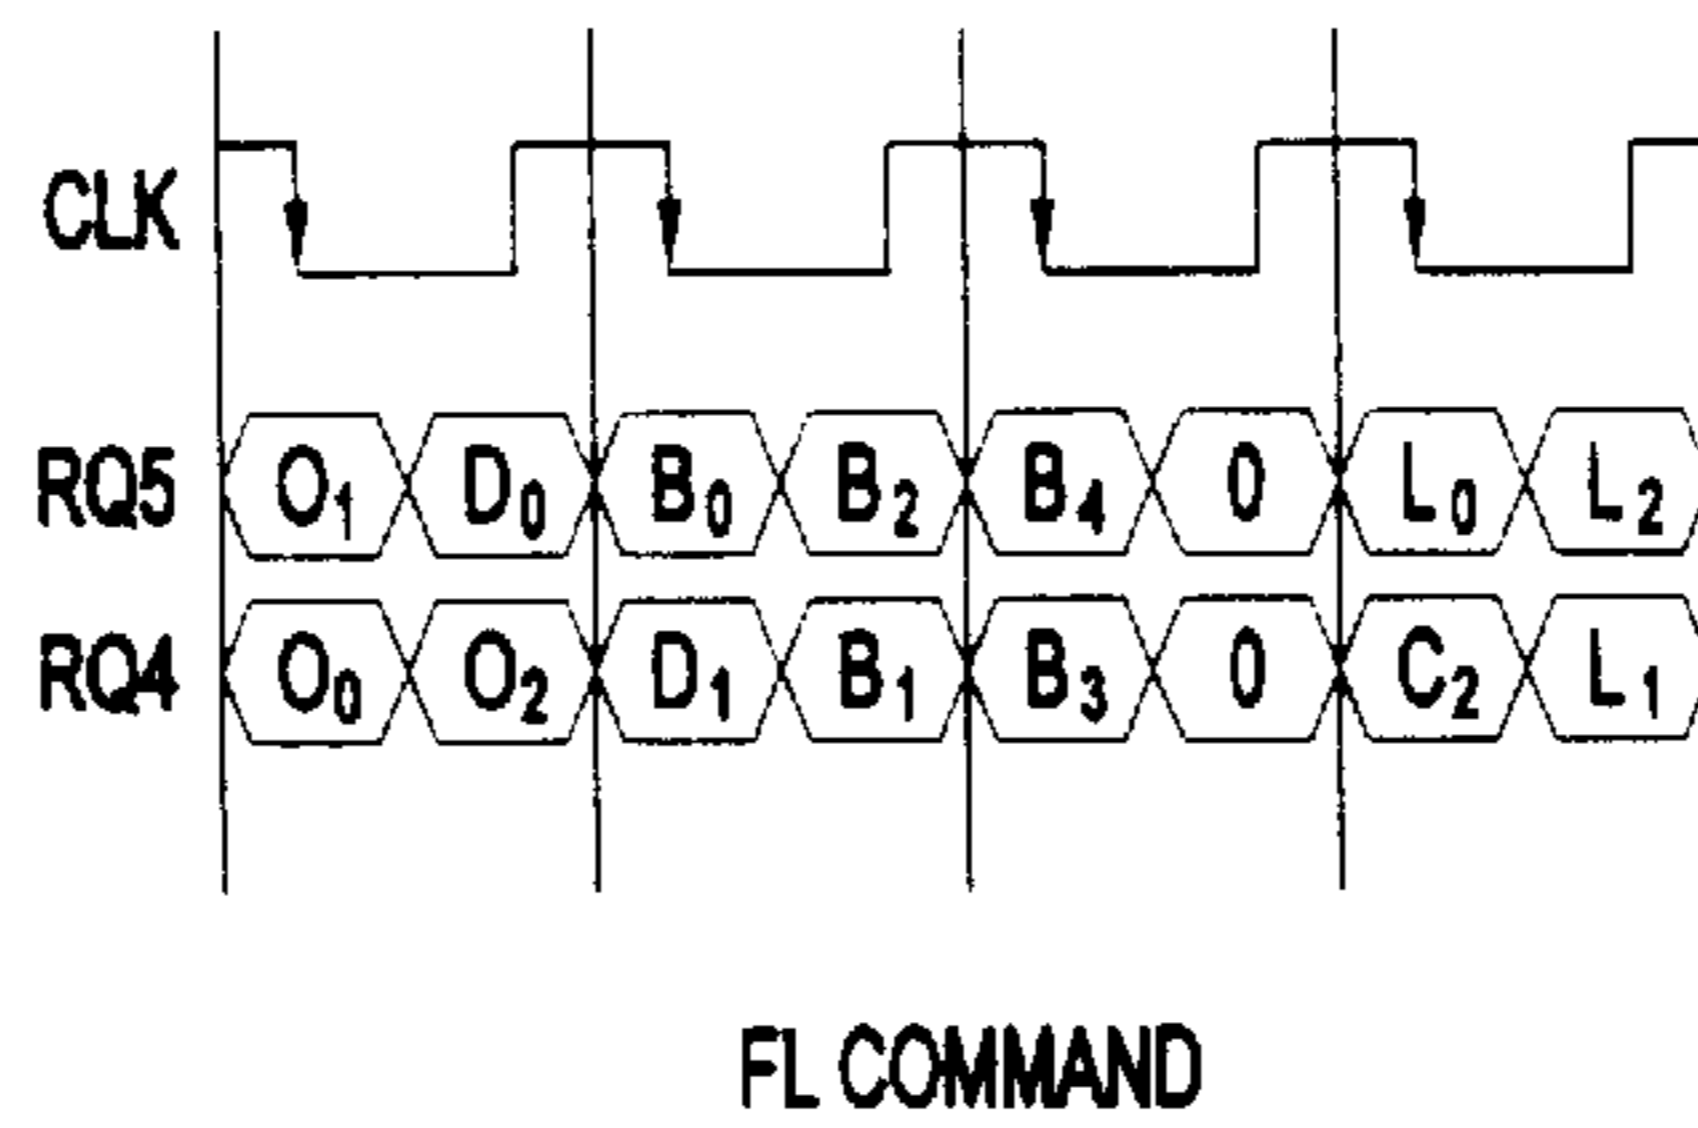 CLK
RQ5 O1 D0 B0 B2 B4 0 L0 L2
RQ4 O0 O2 D1 B1 B3 0 C2 L1
FL COMMAND